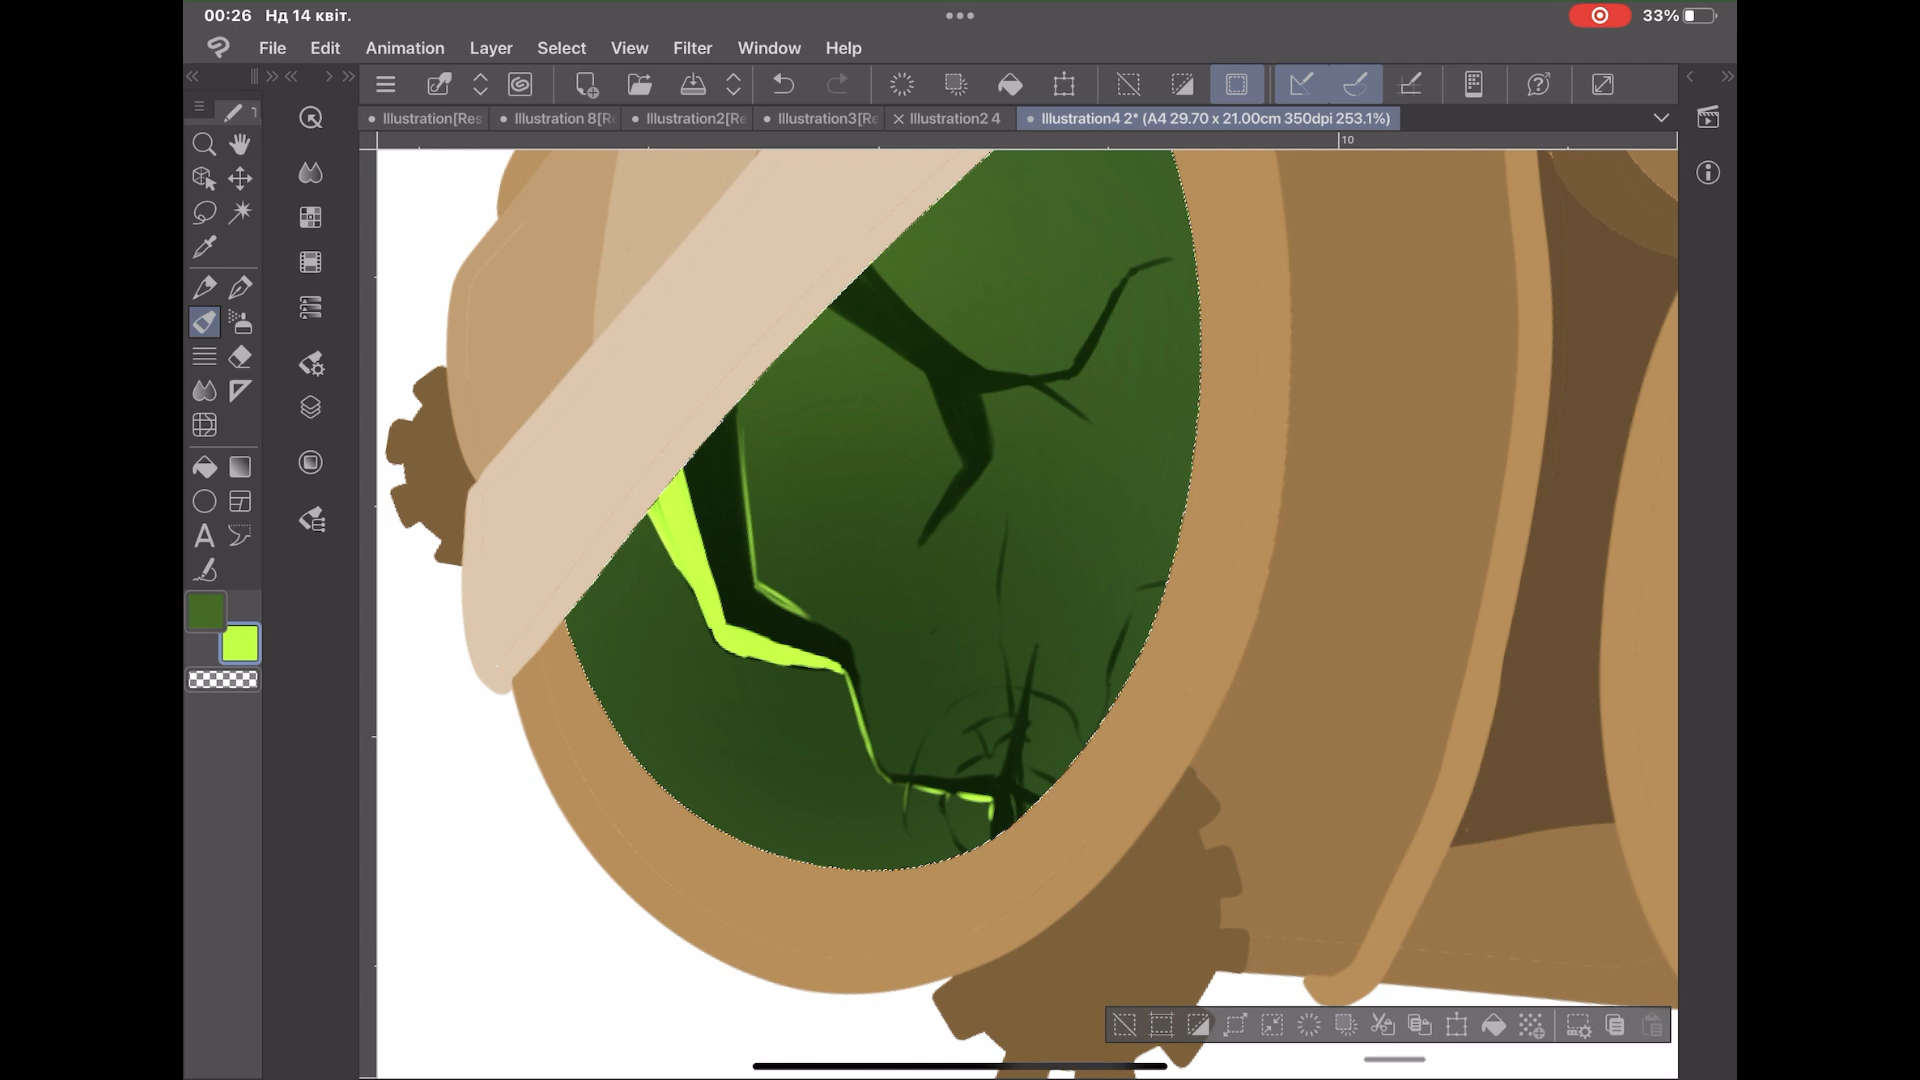 00:26 Нд 14 квіт.
33%
File Edit Animation Layer Select View Filter Window Help
Illustration[Res Illustration 8[R Illustration2[Re Illustration3[Re Illustration2 4 Illustration4 2* (A4 29.70 x 21.00cm 350dpi 253.1%)
10